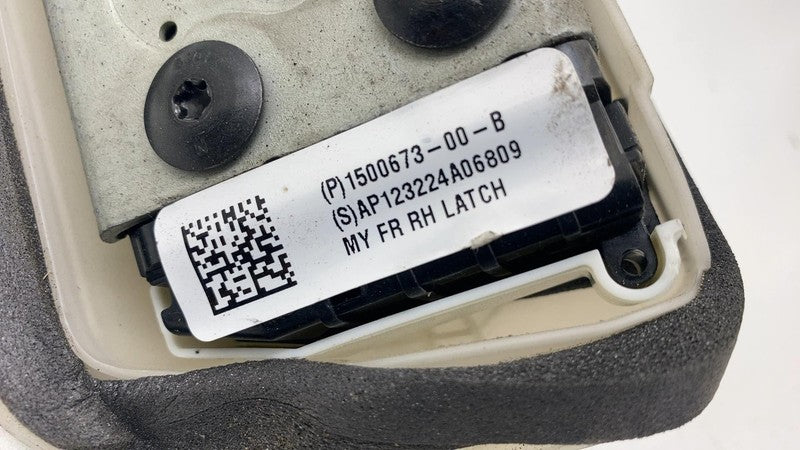 (P)1500673-00-B
(S)AP123224A06809
MY FR RH LATCH